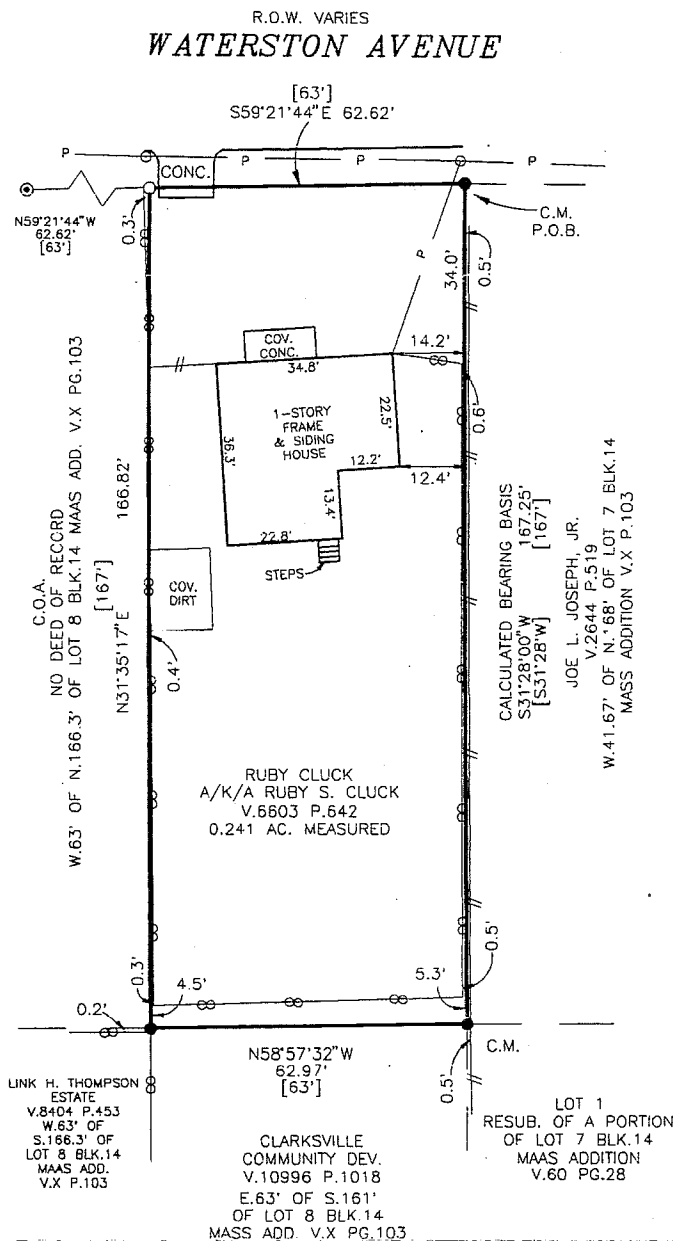 R.O.W. VARIES
WATERSTON AVENUE
[63']
S59°21'44"E 62.62'
P
P
P
P
CONC.
N59°21'44"W
62.62'
[63']
0.3'
C.M.
P.O.B.
P
34.0'
0.5'
COV.
CONC.
34.8'
14.2'
1-STORY
FRAME
& SIDING
HOUSE
22.5'
36.3'
0.6'
12.2'
12.4'
13.4'
22.8'
STEPS
COV.
DIRT
C.O.A.
NO DEED OF RECORD
W.63' OF N.166.3' OF LOT 8 BLK.14 MAAS ADD. V.X PG.103
[167']
N31°35'17"E 166.82'
0.4'
CALCULATED BEARING BASIS
S31°28'00"W 167.25'
[S31°28'W] [167']
JOE L. JOSEPH, JR.
V.2644 P.519
W.41.67' OF N.'68' OF LOT 7 BLK.14
MASS ADDITION V.X P.103
RUBY CLUCK
A/K/A RUBY S. CLUCK
V.6603 P.642
0.241 AC. MEASURED
0.3'
4.5'
5.3'
0.5'
0.2'
N58°57'32"W
62.97'
[63']
C.M.
0.5'
LINK H. THOMPSON
ESTATE
V.8404 P.453
W.63' OF
S.166.3' OF
LOT 8 BLK.14
MAAS ADD.
V.X P.103
CLARKSVILLE
COMMUNITY DEV.
V.10996 P.1018
E.63' OF S.161'
OF LOT 8 BLK.14
MASS ADD. V.X PG.103
LOT 1
RESUB. OF A PORTION
OF LOT 7 BLK.14
MAAS ADDITION
V.60 PG.28